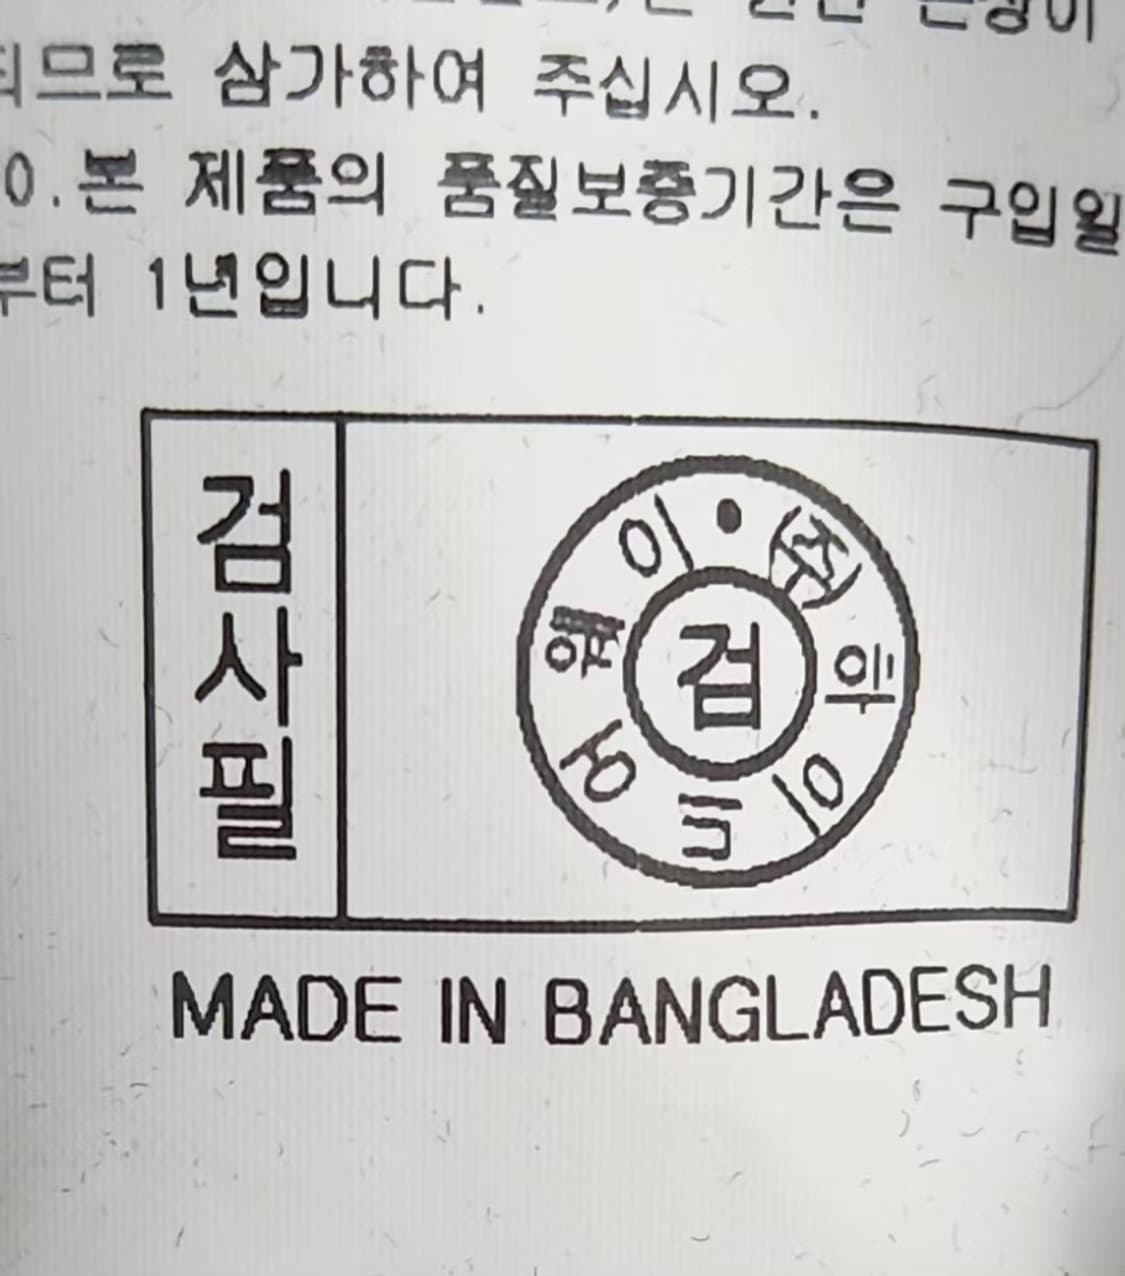 므로 삼가하여 주십시오.
0.본 제품의 품질보증기간은 구입일
부터 1년입니다.
검사필
검
MADE IN BANGLADESH